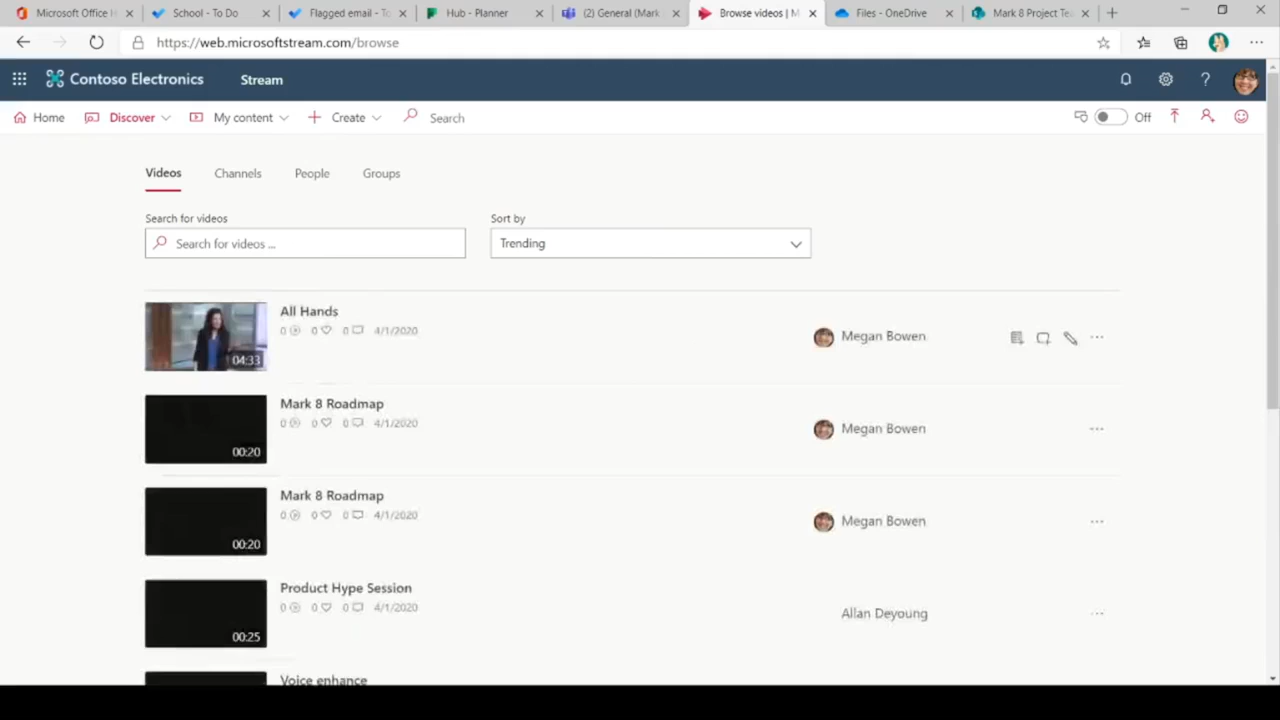 Microsoft Office H
School - To Do
Flagged email - To
Hub - Planner
(2) General (Mark
Browse videos | M
Files - OneDrive
Mark 8 Project Tea
https://web.microsoftstream.com/browse
Contoso Electronics
Stream
Home
Discover
My content
Create
Search
Off
Videos
Channels
People
Groups
Search for videos
Sort by
Search for videos ...
Trending
All Hands
0 0 0 4/1/2020
04:33
Megan Bowen
Mark 8 Roadmap
0 0 0 4/1/2020
00:20
Megan Bowen
Mark 8 Roadmap
0 0 0 4/1/2020
00:20
Megan Bowen
Product Hype Session
0 0 0 4/1/2020
00:25
Allan Deyoung
Voice enhance